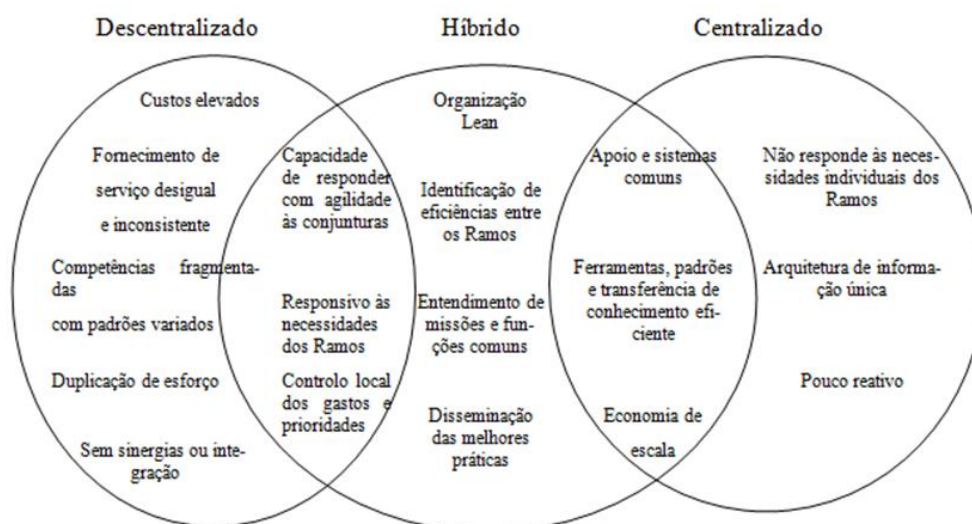 Descentralizado
Híbrido
Centralizado
Custos elevados
Fornecimento de
serviço desigual
e inconsistente
Competências fragmenta-
das
com padrões variados
Duplicação de esforço
Sem sinergias ou inte-
gração
Capacidade
de responder
com agilidade
às conjunturas
Responsivo às
necessidades
dos Ramos
Controlo local
dos gastos e
prioridades
Organização
Lean
Identificação de
eficiências entre
os Ramos
Entendimento de
missões e fun-
ções comuns
Disseminação
das melhores
práticas
Apoio e sistemas
comuns
Ferramentas, padrões
e transferência de
conhecimento efi-
ciente
Economia de
escala
Não responde às neces-
sidades individuais dos
Ramos
Arquitetura de informa-
ção única
Pouco reativo